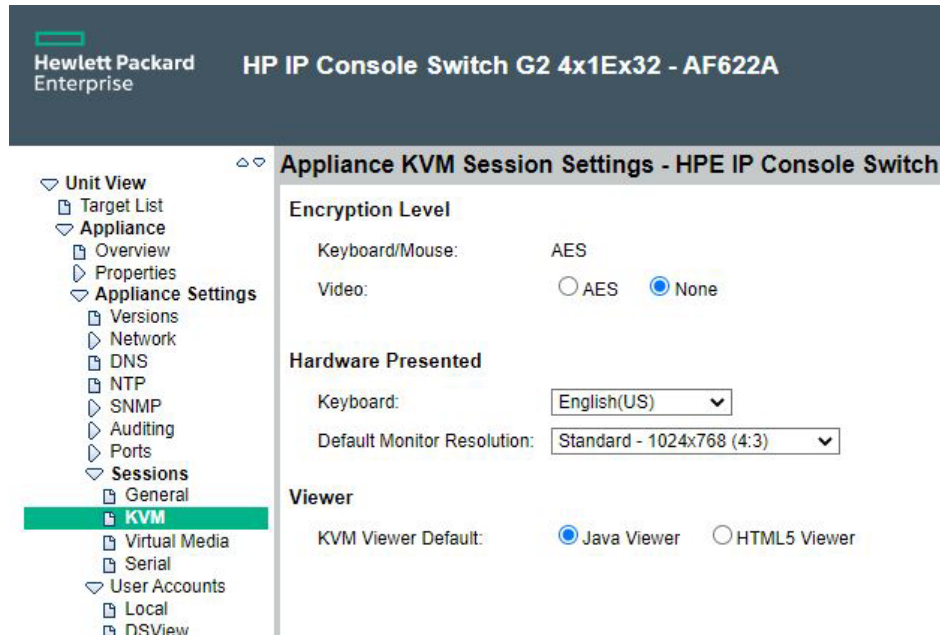 Hewlett Packard
Enterprise
HP IP Console Switch G2 4x1Ex32 - AF622A
Unit View
Target List
Appliance
Overview
Properties
Appliance Settings
Versions
Network
DNS
NTP
SNMP
Auditing
Ports
Sessions
General
KVM
Virtual Media
Serial
User Accounts
Local
DSView
Appliance KVM Session Settings - HPE IP Console Switch
Encryption Level
Keyboard/Mouse: AES
Video: AES None
Hardware Presented
Keyboard: English(US)
Default Monitor Resolution: Standard - 1024x768 (4:3)
Viewer
KVM Viewer Default: Java Viewer HTML5 Viewer